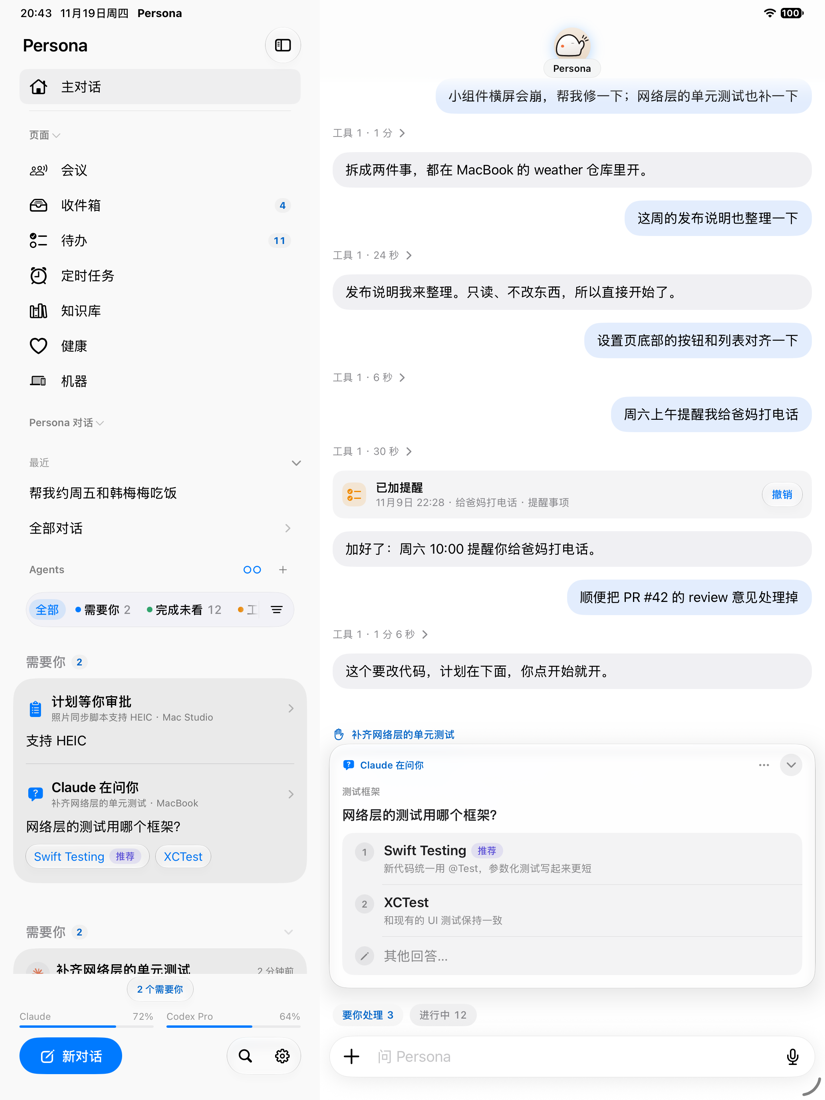 20:43 11月19日周四 Persona
100
Persona
主对话
页面
会议
收件箱 4
待办 11
定时任务
知识库
健康
机器
Persona 对话
最近
帮我约周五和韩梅梅吃饭
全部对话
Agents
全部 需要你 2 完成未看 12 工
需要你 2
计划等你审批
照片同步脚本支持 HEIC · Mac Studio
支持 HEIC
Claude 在问你
补齐网络层的单元测试 · MacBook
网络层的测试用哪个框架?
Swift Testing 推荐 XCTest
需要你 2
补齐网络层的单元测试 2 分钟前
2 个需要你
Claude 72% Codex Pro 64%
新对话
Persona
小组件横屏会崩，帮我修一下；网络层的单元测试也补一下
工具 1 · 1 分
拆成两件事，都在 MacBook 的 weather 仓库里开。
这周的发布说明也整理一下
工具 1 · 24 秒
发布说明我来整理。只读、不改东西，所以直接开始了。
设置页底部的按钮和列表对齐一下
工具 1 · 6 秒
周六上午提醒我给爸妈打电话
工具 1 · 30 秒
已加提醒
11月9日 22:28 · 给爸妈打电话 · 提醒事项
撤销
加好了：周六 10:00 提醒你给爸妈打电话。
顺便把 PR #42 的 review 意见处理掉
工具 1 · 1 分 6 秒
这个要改代码，计划在下面，你点开始就开。
补齐网络层的单元测试
Claude 在问你
测试框架
网络层的测试用哪个框架?
1 Swift Testing 推荐
新代码统一用 @Test，参数化测试写起来更短
2 XCTest
和现有的 UI 测试保持一致
其他回答...
要你处理 3 进行中 12
问 Persona